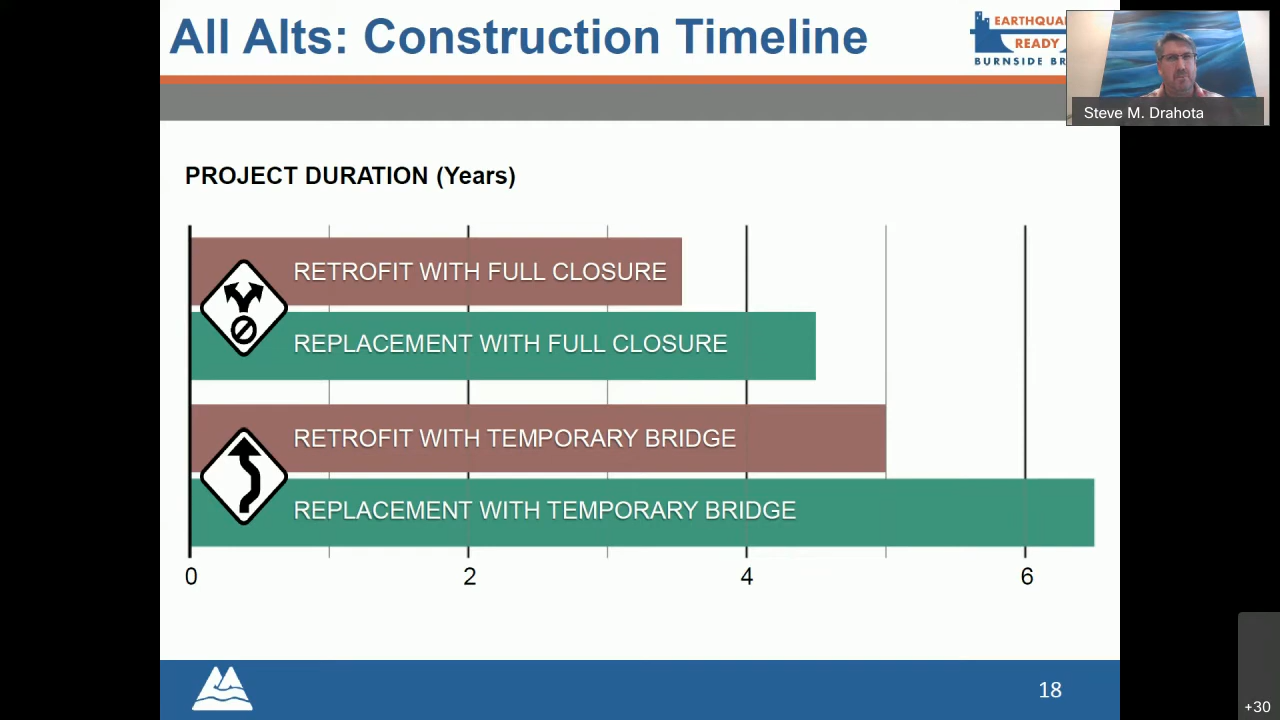 All Alts: Construction Timeline
READY
Steve M. Drahota
PROJECT DURATION (Years)
RETROFIT WITH FULL CLOSURE
REPLACEMENT WITH FULL CLOSURE
RETROFIT WITH TEMPORARY BRIDGE
REPLACEMENT WITH TEMPORARY BRIDGE
0 2 4 6
18
+30
EARTHQUA
BURNSIDE BR